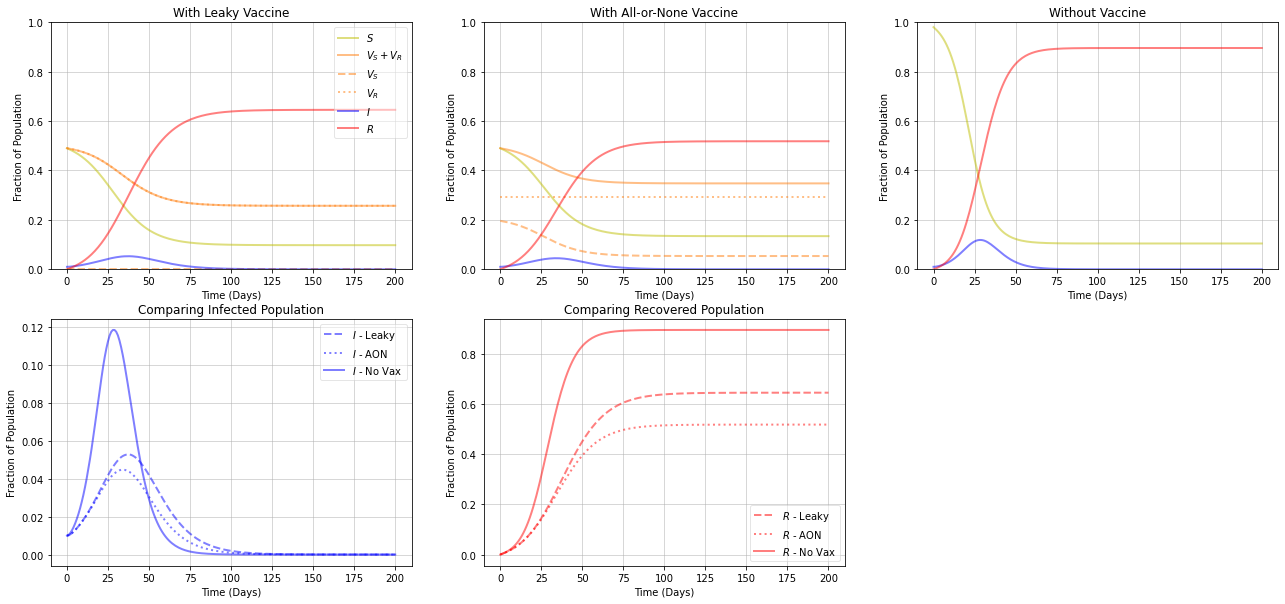 With Leaky Vaccine
1.0
0.8
0.6
0.4
0.2
0.0
Fraction of Population
S
V_S + V_R
V_S
V_R
I
R
0 25 50 75 100 125 150 175 200
Time (Days)
With All-or-None Vaccine
1.0
0.8
0.6
0.4
0.2
0.0
Fraction of Population
0 25 50 75 100 125 150 175 200
Time (Days)
Without Vaccine
1.0
0.8
0.6
0.4
0.2
0.0
Fraction of Population
0 25 50 75 100 125 150 175 200
Time (Days)
Comparing Infected Population
0.12
0.10
0.08
0.06
0.04
0.02
0.00
Fraction of Population
I - Leaky
I - AON
I - No Vax
0 25 50 75 100 125 150 175 200
Time (Days)
Comparing Recovered Population
0.8
0.6
0.4
0.2
0.0
Fraction of Population
R - Leaky
R - AON
R - No Vax
0 25 50 75 100 125 150 175 200
Time (Days)